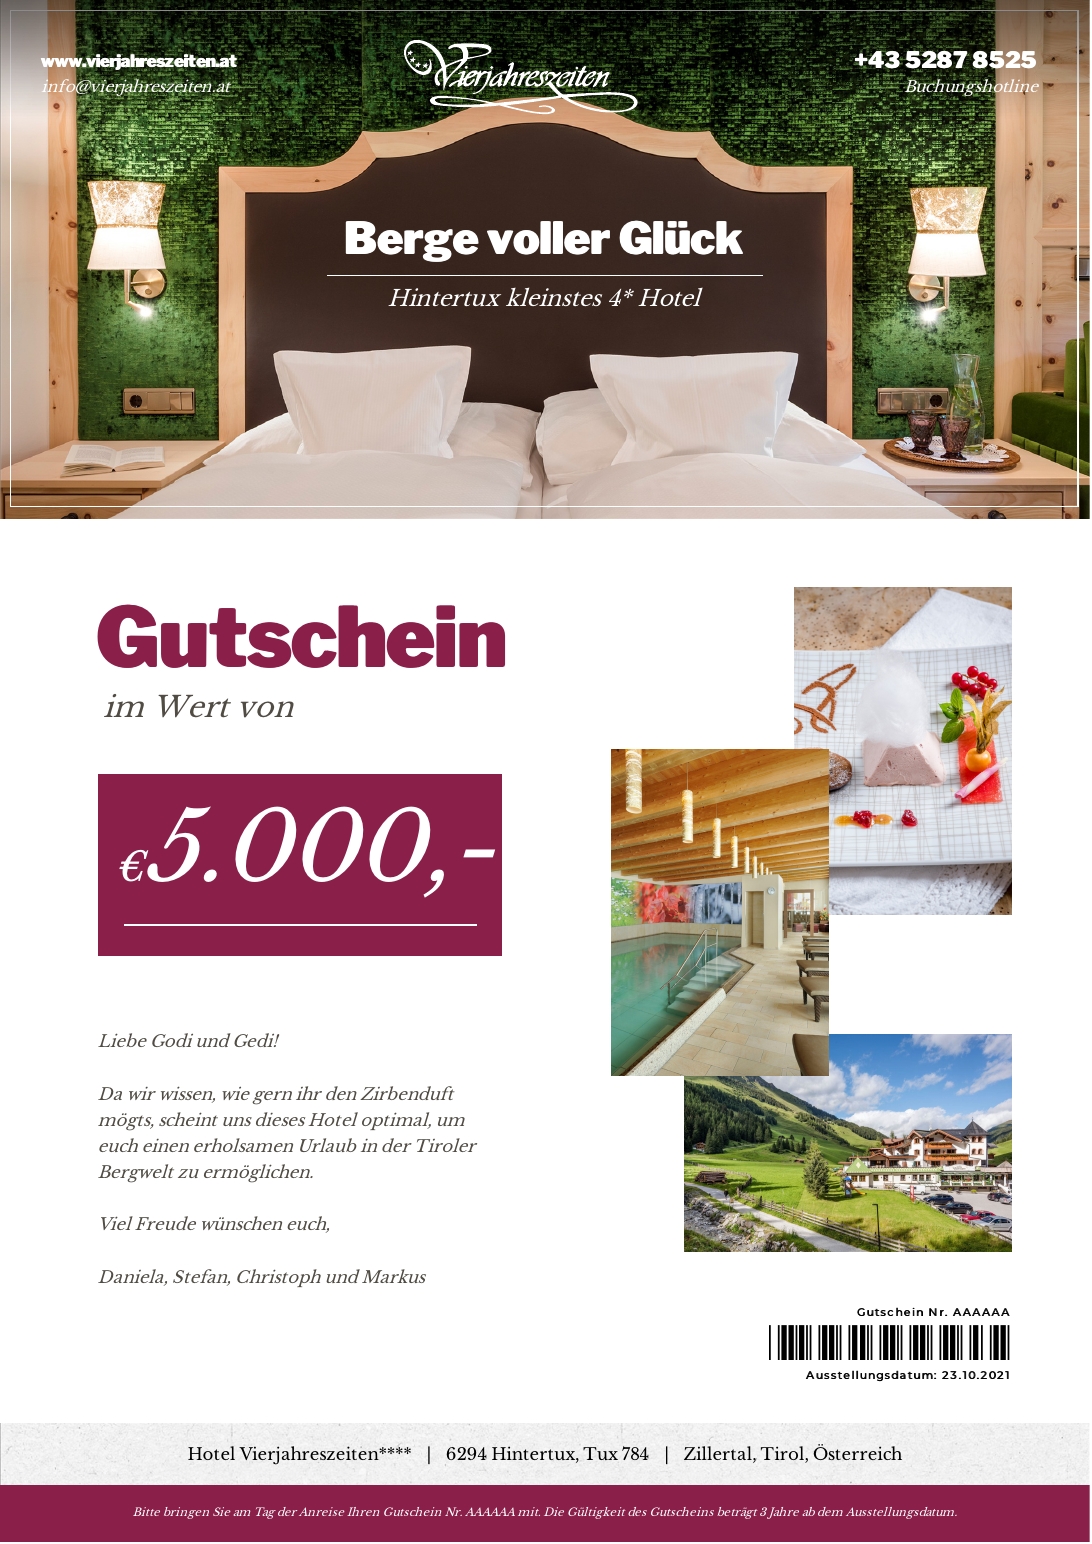 www.vierjahreszeiten.at
info@vierjahreszeiten.at
Vierjahreszeiten
+43 5287 8525
Buchungshotline
Berge voller Glück
Hintertux kleinstes 4* Hotel
Gutschein
im Wert von
€5.000,-
Liebe Godi und Gedi!
Da wir wissen, wie gern ihr den Zirbenduft
mögts, scheint uns dieses Hotel optimal, um
euch einen erholsamen Urlaub in der Tiroler
Bergwelt zu ermöglichen.
Viel Freude wünschen euch,
Daniela, Stefan, Christoph und Markus
Gutschein Nr. AAAAAA
Ausstellungsdatum: 23.10.2021
Hotel Vierjahreszeiten**** | 6294 Hintertux, Tux 784 | Zillertal, Tirol, Österreich
Bitte bringen Sie am Tag der Anreise Ihren Gutschein Nr. AAAAAA mit. Die Gültigkeit des Gutscheins beträgt 3 Jahre ab dem Ausstellungsdatum.